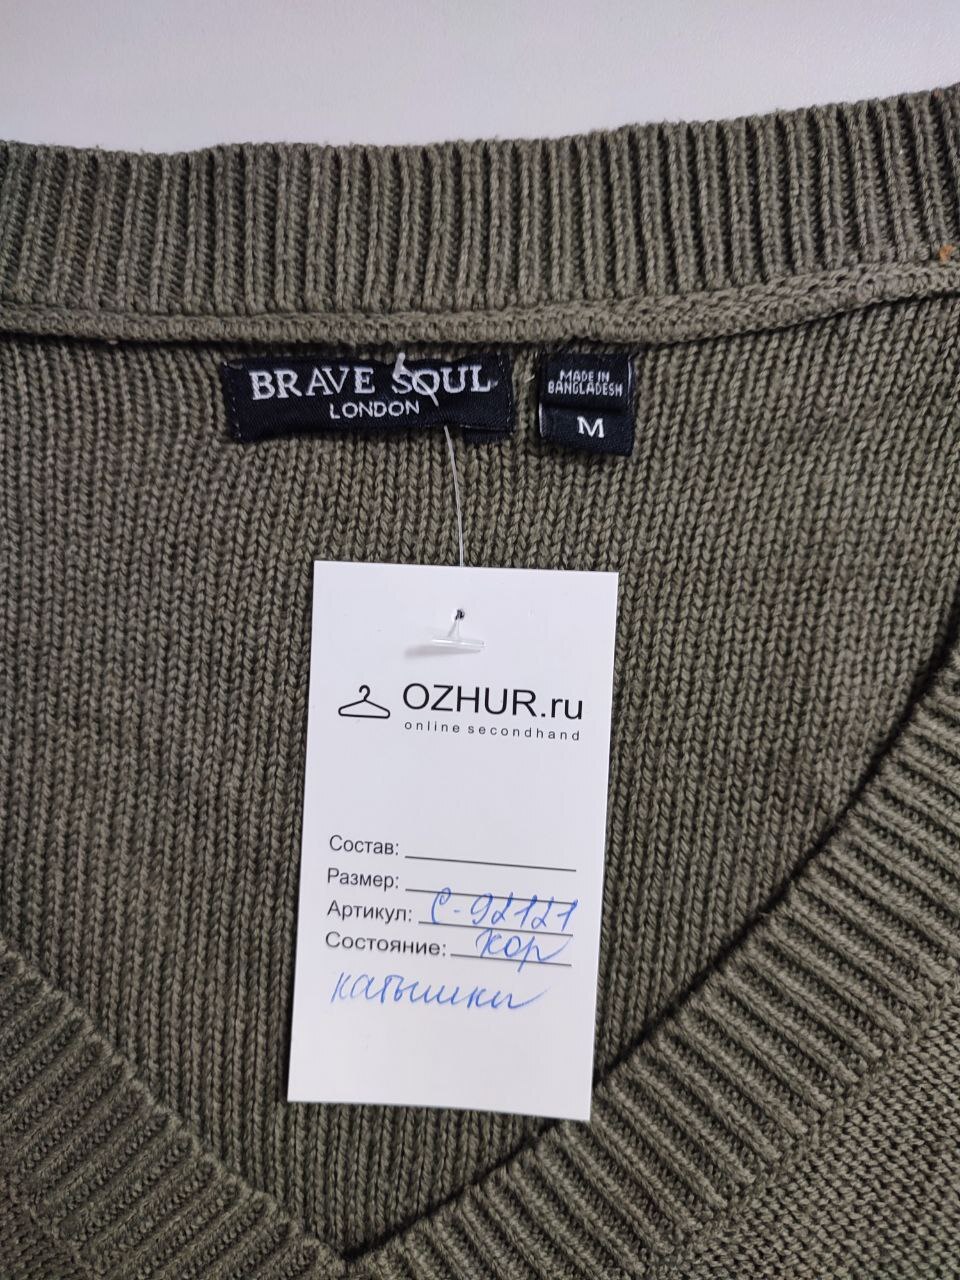 BRAVE SOUL
LONDON
MADE IN
BANGLADESH
M
OZHUR.ru
online secondhand
Состав:
Размер:
Артикул: С-92121
Состояние: хор
катышки